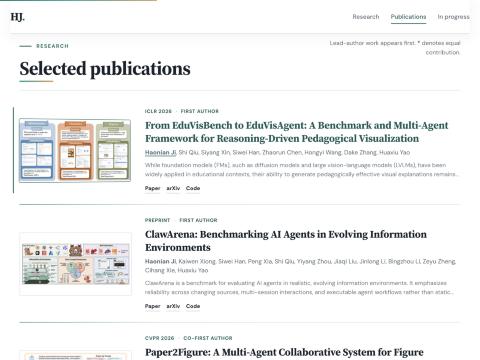 HJ.
Research
Publications
In progress
RESEARCH
Lead-author work appears first. * denotes equal
contribution.
Selected publications
ICLR 2026 · FIRST AUTHOR
From EduVisBench to EduVisAgent: A Benchmark and Multi-Agent
Framework for Reasoning-Driven Pedagogical Visualization
Haonian Ji, Shi Qiu, Siyang Xin, Siwei Han, Zhaorun Chen, Hongyi Wang, Dake Zhang, Huaxiu Yao
While foundation models (FMs), such as diffusion models and large vision-language models (LVLMs), have been
widely applied in educational contexts, their ability to generate pedagogically effective visual explanations remains...
Paper arXiv Code
PREPRINT · FIRST AUTHOR
ClawArena: Benchmarking AI Agents in Evolving Information
Environments
Haonian Ji, Kaiwen Xiong, Siwei Han, Peng Xia, Shi Qiu, Yiyang Zhou, Jiaqi Liu, Jinlong Li, Bingzhou Li, Zeyu Zheng,
Cihang Xie, Huaxiu Yao
ClawArena is a benchmark for evaluating AI agents in realistic, evolving information environments. It emphasizes
reliability across changing sources, multi-session interactions, and executable agent workflows rather than static...
Paper arXiv Code
CVPR 2026 · CO-FIRST AUTHOR
Paper2Figure: A Multi-Agent Collaborative System for Figure